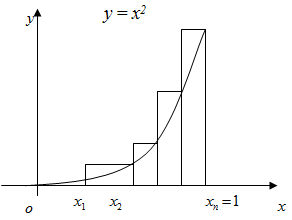 y = x²
y
o x₁ x₂ xₙ = 1 x